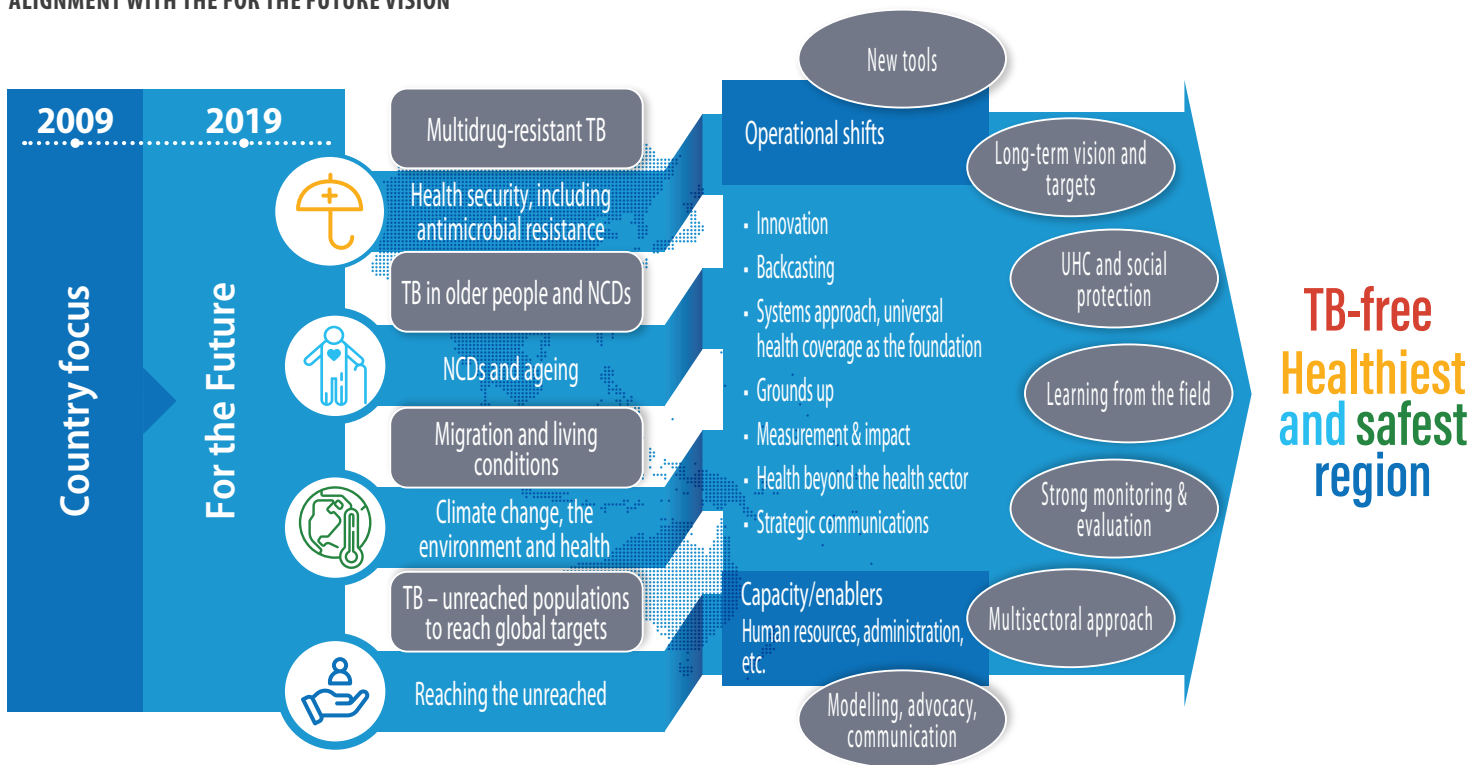 ALIGNMENT WITH THE FOR THE FUTURE VISION
2009
2019
Country focus
For the Future
Multidrug-resistant TB
Health security, including
antimicrobial resistance
TB in older people and NCDs
NCDs and ageing
Migration and living
conditions
Climate change, the
environment and health
TB – unreached populations
to reach global targets
Reaching the unreached
New tools
Operational shifts
▪ Innovation
▪ Backcasting
▪ Systems approach, universal
health coverage as the foundation
▪ Grounds up
▪ Measurement & impact
▪ Health beyond the health sector
▪ Strategic communications
Capacity/enablers
Human resources, administration,
etc.
Long-term vision and
targets
UHC and social
protection
Learning from the field
Strong monitoring &
evaluation
Multisectoral approach
Modelling, advocacy,
communication
TB-free
Healthiest
and safest
region